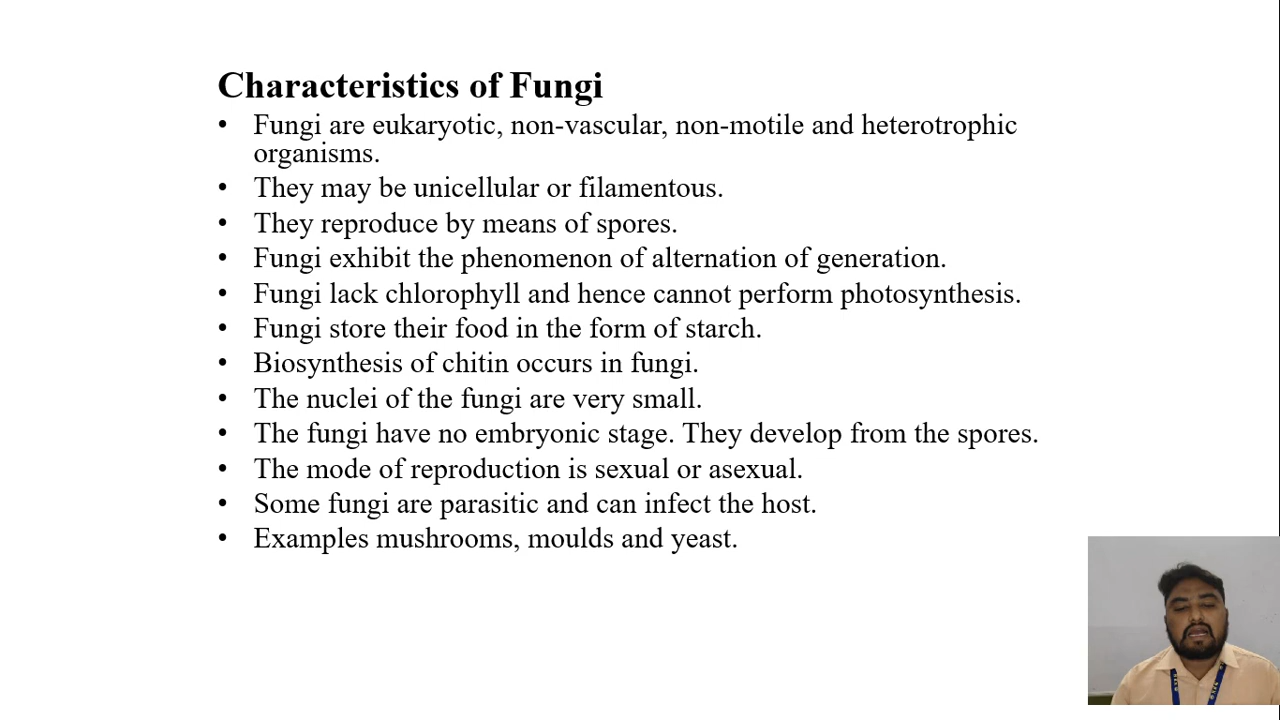 Characteristics of Fungi
• Fungi are eukaryotic, non-vascular, non-motile and heterotrophic
organisms.
• They may be unicellular or filamentous.
• They reproduce by means of spores.
• Fungi exhibit the phenomenon of alternation of generation.
• Fungi lack chlorophyll and hence cannot perform photosynthesis.
• Fungi store their food in the form of starch.
• Biosynthesis of chitin occurs in fungi.
• The nuclei of the fungi are very small.
• The fungi have no embryonic stage. They develop from the spores.
• The mode of reproduction is sexual or asexual.
• Some fungi are parasitic and can infect the host.
• Examples mushrooms, moulds and yeast.